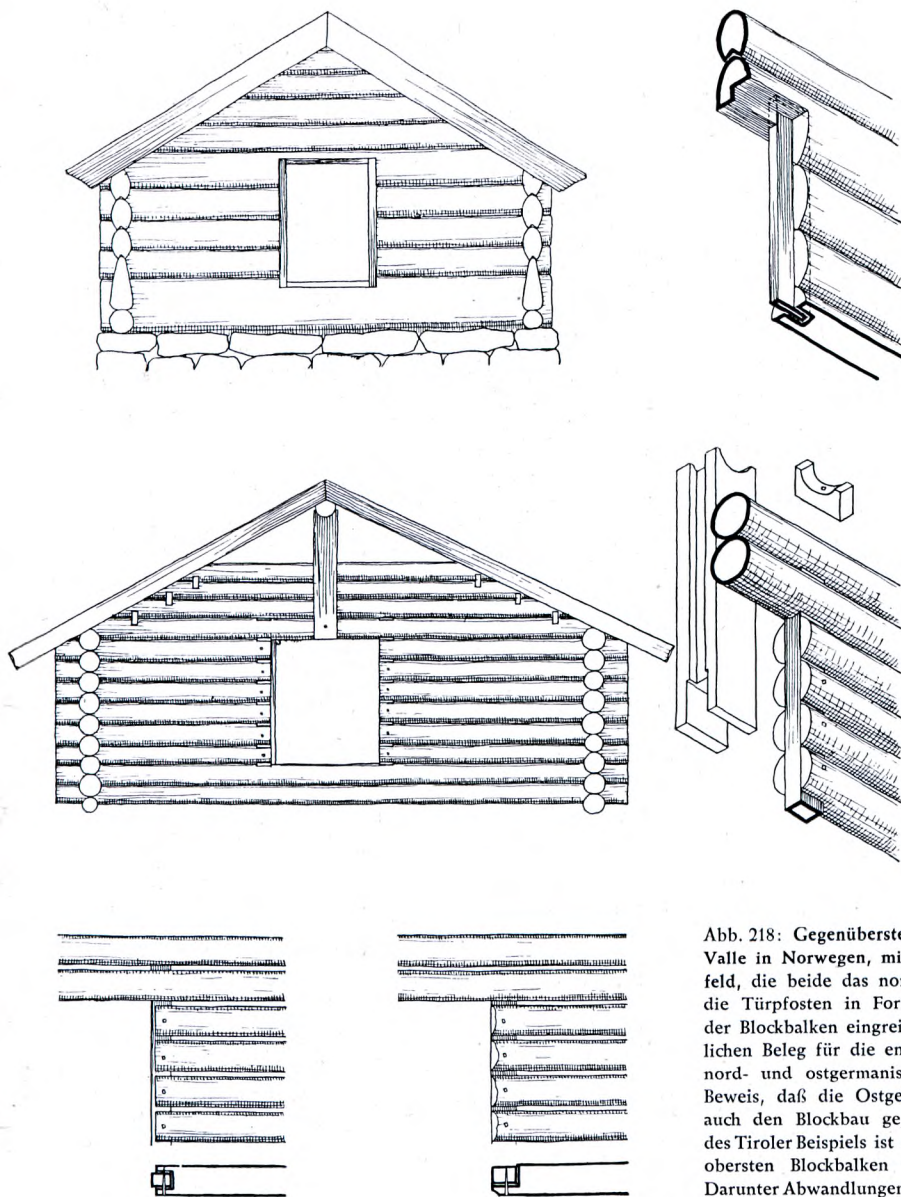 Abb. 218: Gegenüberste
Valle in Norwegen, mi
feld, die beide das no
die Türpfosten in For
der Blockbalken eingrei
lichen Beleg für die en
nord- und ostgermanis
Beweis, daß die Ostge
auch den Blockbau ge
des Tiroler Beispiels ist
obersten Blockbalken
Darunter Abwandlunge